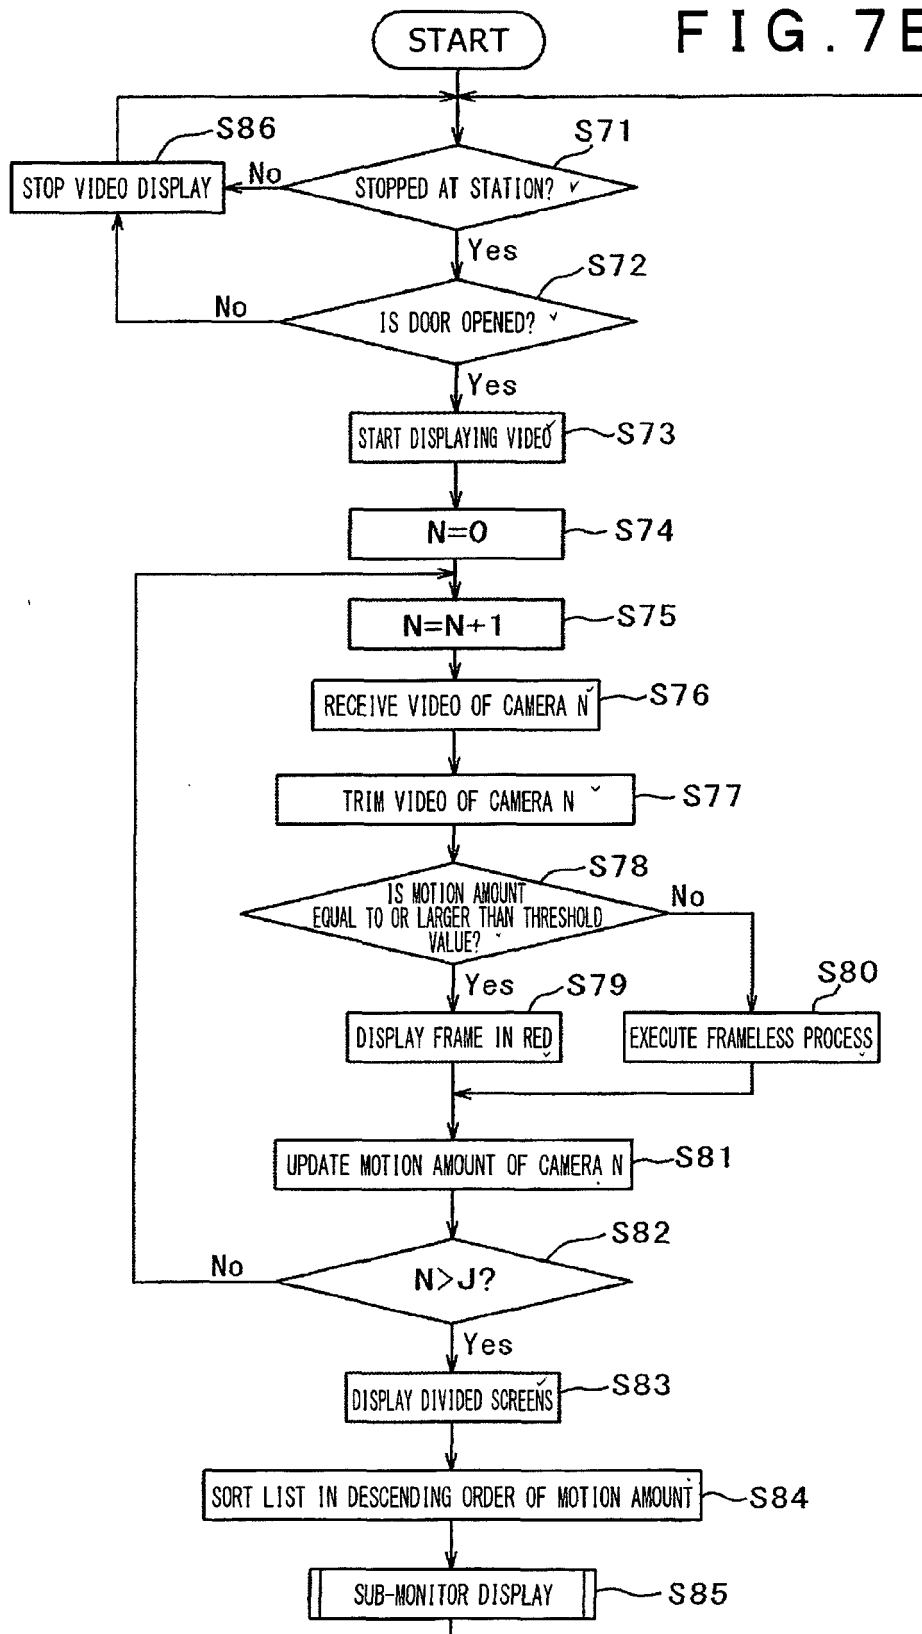 START
FIG. 7B
S86
S71
STOP VIDEO DISPLAY
No
STOPPED AT STATION?
Yes
S72
No
IS DOOR OPENED?
Yes
START DISPLAYING VIDEO
S73
N=0
S74
N=N+1
S75
RECEIVE VIDEO OF CAMERA N
S76
TRIM VIDEO OF CAMERA N
S77
S78
IS MOTION AMOUNT
EQUAL TO OR LARGER THAN THRESHOLD
VALUE?
No
Yes
S79
S80
DISPLAY FRAME IN RED
EXECUTE FRAMELESS PROCESS
UPDATE MOTION AMOUNT OF CAMERA N
S81
S82
No
N>J?
Yes
DISPLAY DIVIDED SCREENS
S83
SORT LIST IN DESCENDING ORDER OF MOTION AMOUNT
S84
SUB-MONITOR DISPLAY
S85